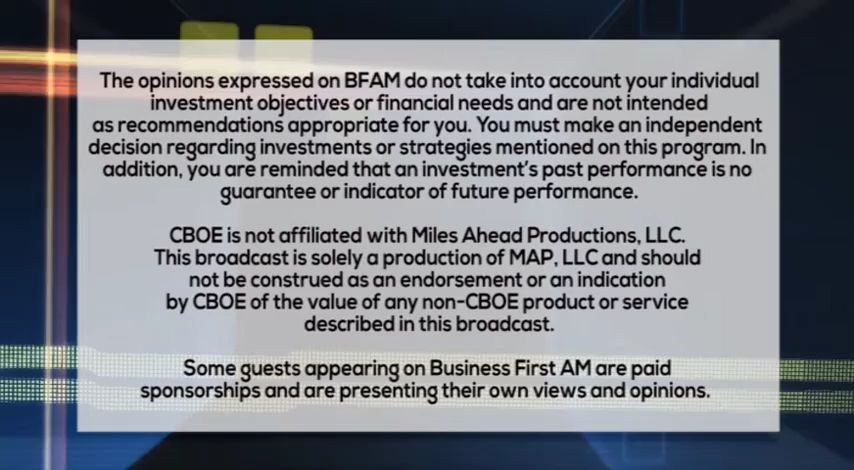 The opinions expressed on BFAM do not take into account your individual
investment objectives or financial needs and are not intended
as recommendations appropriate for you. You must make an independent
decision regarding investments or strategies mentioned on this program. In
addition, you are reminded that an investment's past performance is no
guarantee or indicator of future performance.
CBOE is not affiliated with Miles Ahead Productions, LLC.
This broadcast is solely a production of MAP, LLC and should
not be construed as an endorsement or an indication
by CBOE of the value of any non-CBOE product or service
described in this broadcast.
Some guests appearing on Business First AM are paid
sponsorships and are presenting their own views and opinions.